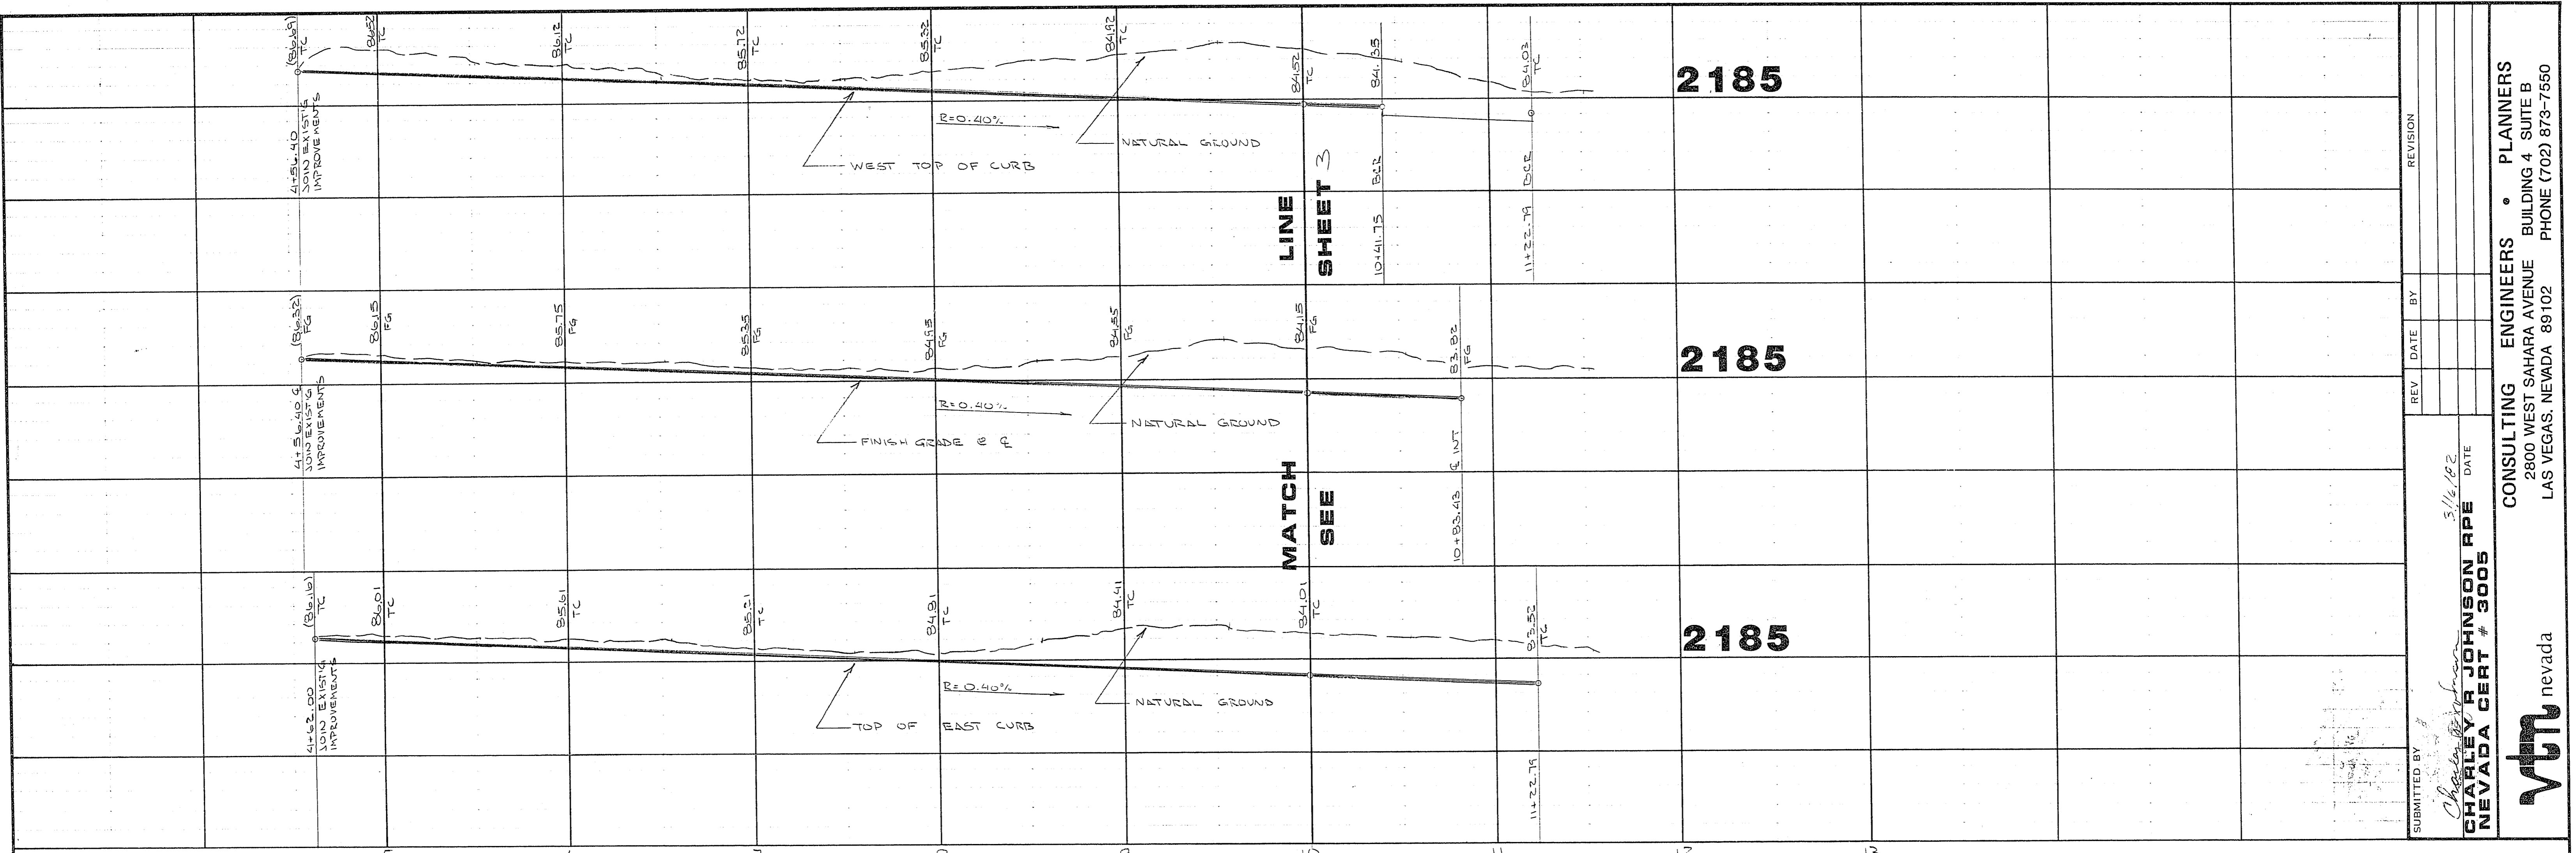 (86.69)
TC
86.52
TC
86.12
TC
85.72
TC
85.32
TC
84.92
TC
84.52
TC
84.35
84.03
TC
4+56.40
JOIN EXIST'G
IMPROVEMENTS
R=0.40%
WEST TOP OF CURB
NATURAL GROUND
10+41.75 BCR
11+22.79 BCR
2185
(86.32)
FG
86.15
FG
85.75
FG
85.35
FG
84.95
FG
84.55
FG
84.15
FG
83.82
FG
4+56.40 ℄
JOIN EXIST'G
IMPROVEMENTS
R=0.40%
FINISH GRADE @ ℄
NATURAL GROUND
10+83.43 ℄ INT
2185
MATCH LINE
SEE SHEET 3
(86.16)
TC
86.01
TC
85.61
TC
85.21
TC
84.81
TC
84.41
TC
84.01
TC
83.52
TC
4+62.00
JOIN EXIST'G
IMPROVEMENTS
R=0.40%
TOP OF EAST CURB
NATURAL GROUND
11+22.79
2185
REV DATE BY REVISION
SUBMITTED BY
3/16/82
CHARLEY R JOHNSON RPE DATE
NEVADA CERT # 3005
vtn nevada
CONSULTING ENGINEERS • PLANNERS
2800 WEST SAHARA AVENUE BUILDING 4 SUITE B
LAS VEGAS, NEVADA 89102 PHONE (702) 873-7550